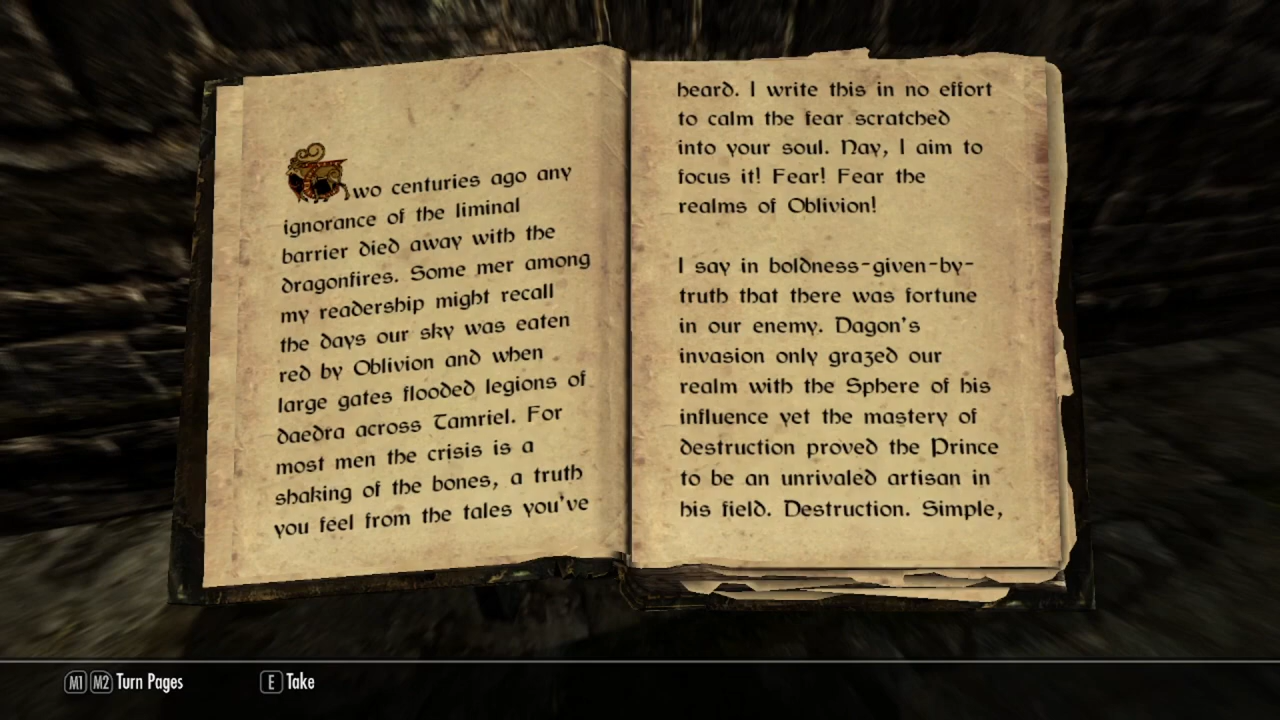 Two centuries ago any
ignorance of the liminal
barrier died away with the
dragonfires. Some mer among
my readership might recall
the days our sky was eaten
red by Oblivion and when
large gates flooded legions of
daedra across Tamriel. For
most men the crisis is a
shaking of the bones, a truth
you feel from the tales you've
heard. I write this in no effort
to calm the fear scratched
into your soul. Nay, I aim to
focus it! Fear! Fear the
realms of Oblivion!
I say in boldness-given-by-
truth that there was fortune
in our enemy. Dagon's
invasion only grazed our
realm with the Sphere of his
influence yet the mastery of
destruction proved the Prince
to be an unrivaled artisan in
his field. Destruction. Simple,
M1 M2 Turn Pages E Take